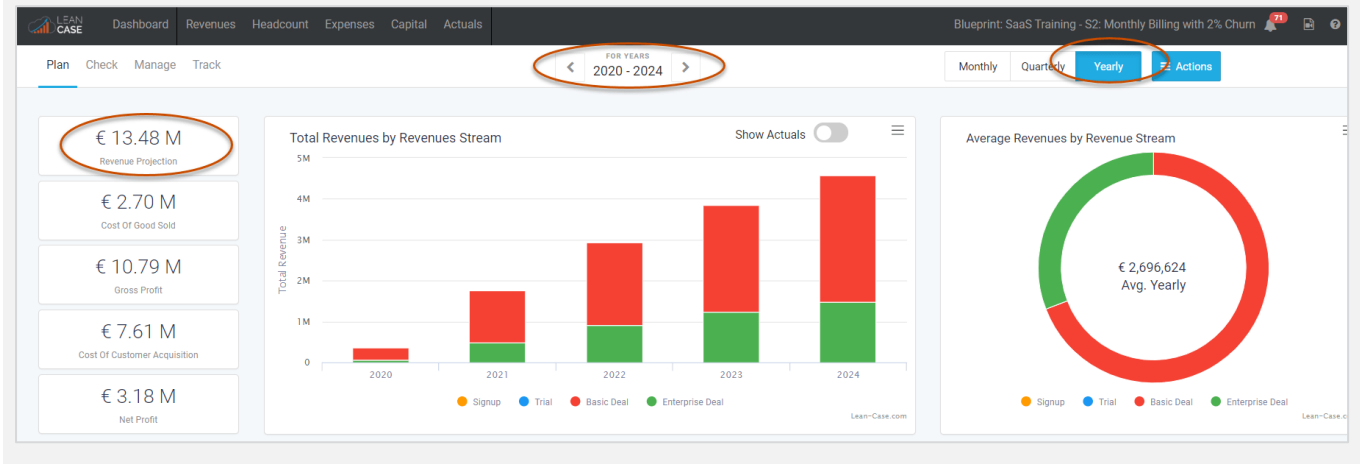 LEAN
CASE
Dashboard Revenues Headcount Expenses Capital Actuals
Blueprint: SaaS Training - S2: Monthly Billing with 2% Churn 71
Plan Check Manage Track
FOR YEARS
2020 - 2024
Monthly Quarterly Yearly Actions
€ 13.48 M
Revenue Projection
€ 2.70 M
Cost Of Good Sold
€ 10.79 M
Gross Profit
€ 7.61 M
Cost Of Customer Acquisition
€ 3.18 M
Net Profit
Total Revenues by Revenues Stream
Show Actuals
Total Revenue
5M
4M
3M
2M
1M
0
2020 2021 2022 2023 2024
Signup Trial Basic Deal Enterprise Deal
Lean-Case.com
Average Revenues by Revenue Stream
€ 2,696,624
Avg. Yearly
Signup Trial Basic Deal Enterprise Deal
Lean-Case.c